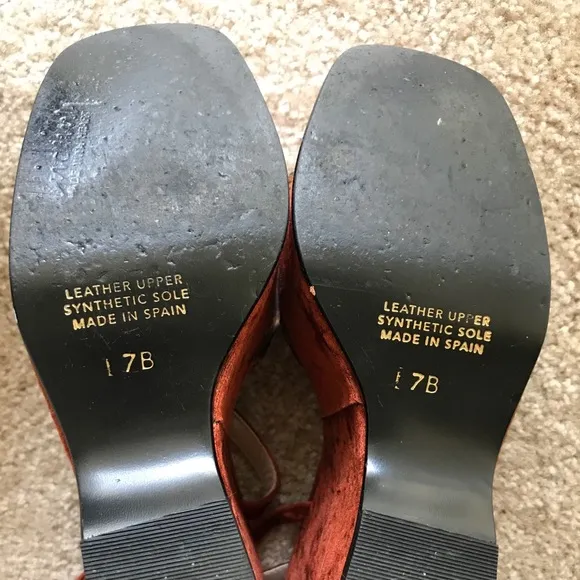 LEATHER UPPER
SYNTHETIC SOLE
MADE IN SPAIN
7B
LEATHER UPPER
SYNTHETIC SOLE
MADE IN SPAIN
7B